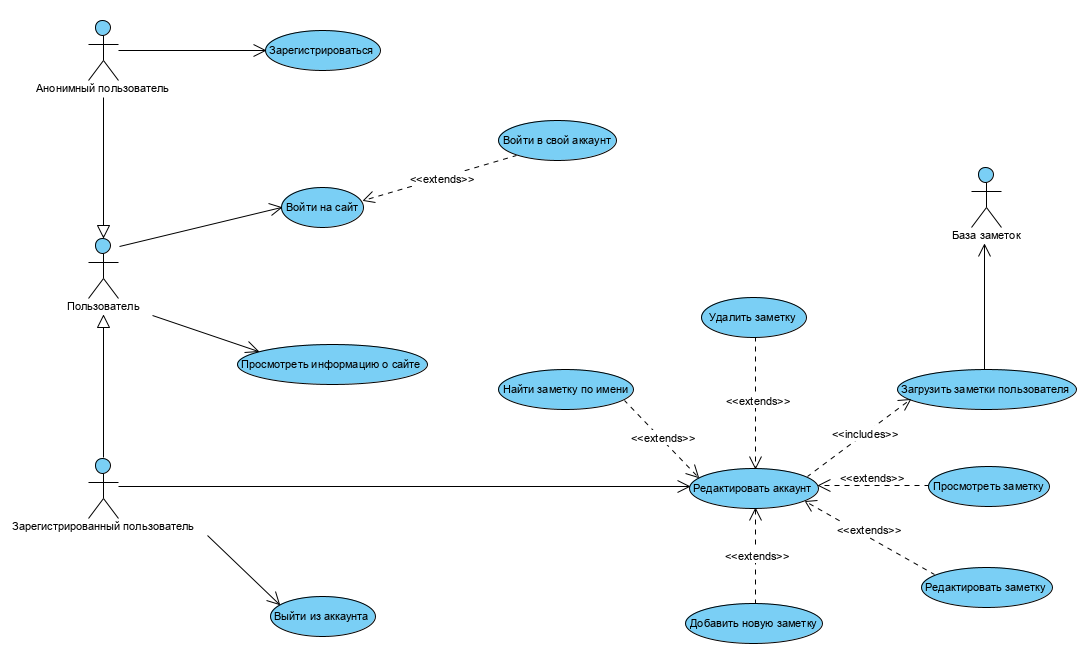 Зарегистрироваться
Анонимный пользователь
Войти в свой аккаунт
<<extends>>
Войти на сайт
База заметок
Пользователь
Удалить заметку
Просмотреть информацию о сайте
Найти заметку по имени
Загрузить заметки пользователя
<<extends>>
<<extends>>
<<includes>>
Редактировать аккаунт
<<extends>>
Просмотреть заметку
Зарегистрированный пользователь
<<extends>>
<<extends>>
Редактировать заметку
Выйти из аккаунта
Добавить новую заметку